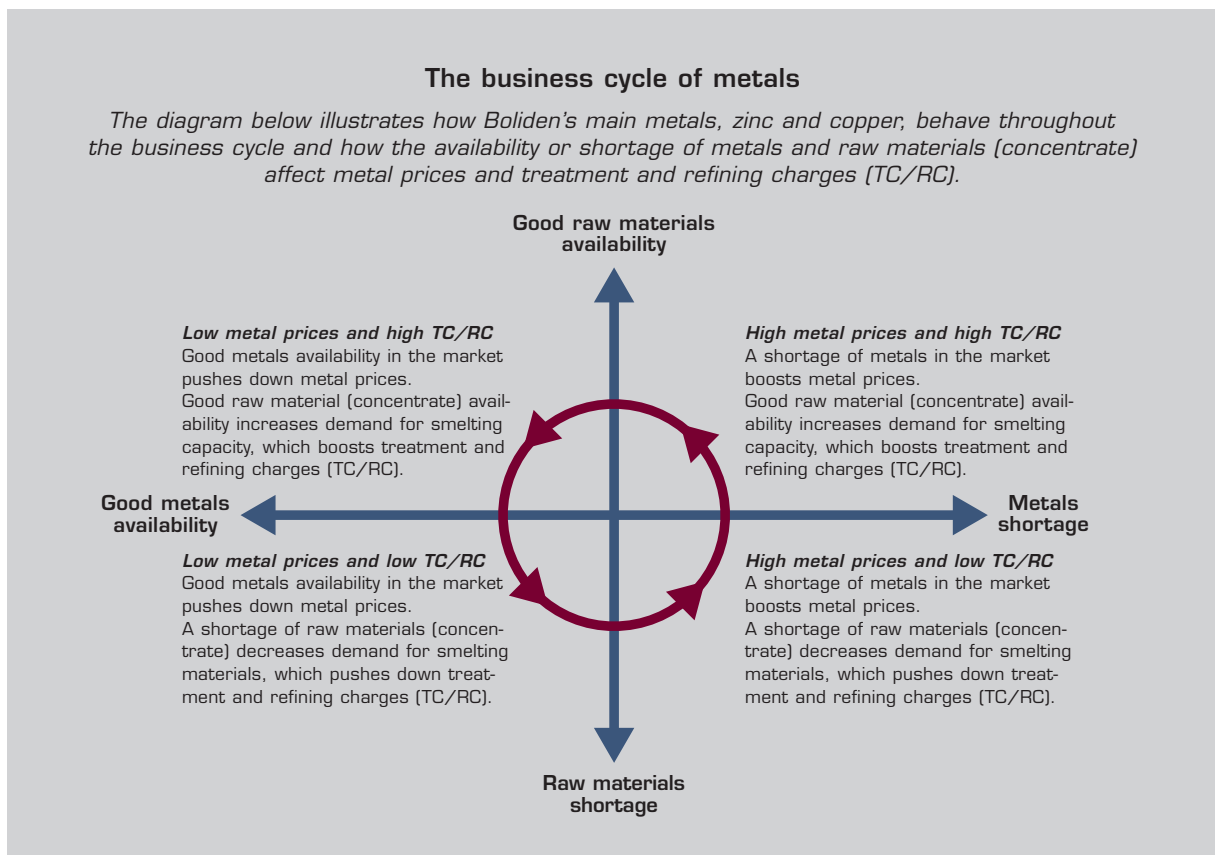 The business cycle of metals
The diagram below illustrates how Boliden's main metals, zinc and copper, behave throughout
the business cycle and how the availability or shortage of metals and raw materials (concentrate)
affect metal prices and treatment and refining charges (TC/RC).
Good raw materials
availability
Low metal prices and high TC/RC
Good metals availability in the market
pushes down metal prices.
Good raw material (concentrate) avail-
ability increases demand for smelting
capacity, which boosts treatment and
refining charges (TC/RC).
High metal prices and high TC/RC
A shortage of metals in the market
boosts metal prices.
Good raw material (concentrate) avail-
ability increases demand for smelting
capacity, which boosts treatment and
refining charges (TC/RC).
Good metals
availability
Metals
shortage
Low metal prices and low TC/RC
Good metals availability in the market
pushes down metal prices.
A shortage of raw materials (concen-
trate) decreases demand for smelting
materials, which pushes down treat-
ment and refining charges (TC/RC).
High metal prices and low TC/RC
A shortage of metals in the market
boosts metal prices.
A shortage of raw materials (concen-
trate) decreases demand for smelting
materials, which pushes down treat-
ment and refining charges (TC/RC).
Raw materials
shortage